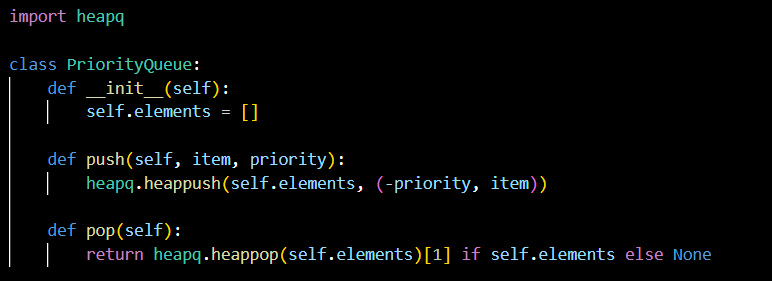 import heapq
class PriorityQueue:
    def __init__(self):
        self.elements = []
    def push(self, item, priority):
        heapq.heappush(self.elements, (-priority, item))
    def pop(self):
        return heapq.heappop(self.elements)[1] if self.elements else None